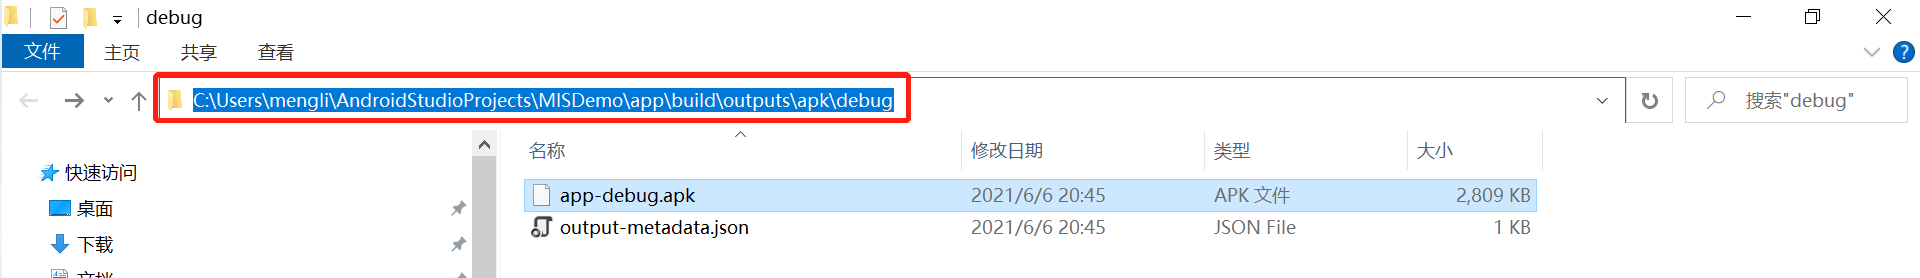 debug
文件 主页 共享 查看
C:\Users\mengli\AndroidStudioProjects\MISDemo\app\build\outputs\apk\debug 搜索"debug"
名称 修改日期 类型 大小
快速访问
app-debug.apk 2021/6/6 20:45 APK 文件 2,809 KB
桌面
output-metadata.json 2021/6/6 20:45 JSON File 1 KB
下载
文档